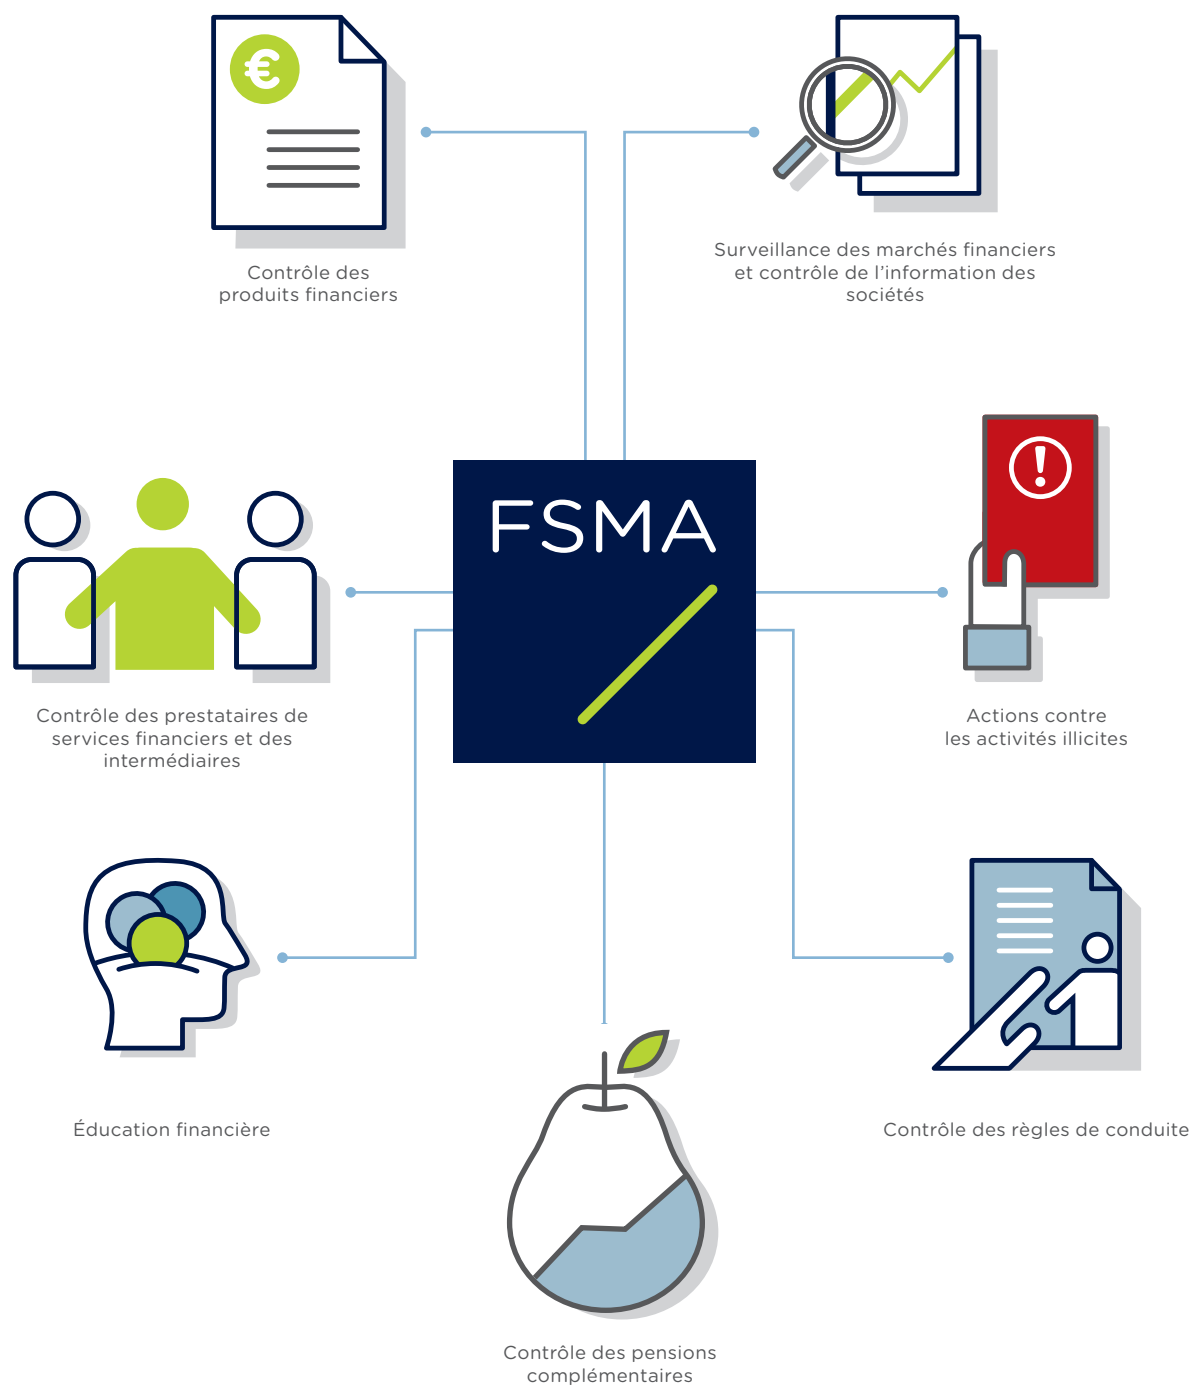 €
Contrôle des
produits financiers
Surveillance des marchés financiers
et contrôle de l'information des
sociétés
FSMA
!
Contrôle des prestataires de
services financiers et des
intermédiaires
Actions contre
les activités illicites
Éducation financière
Contrôle des règles de conduite
Contrôle des pensions
complémentaires